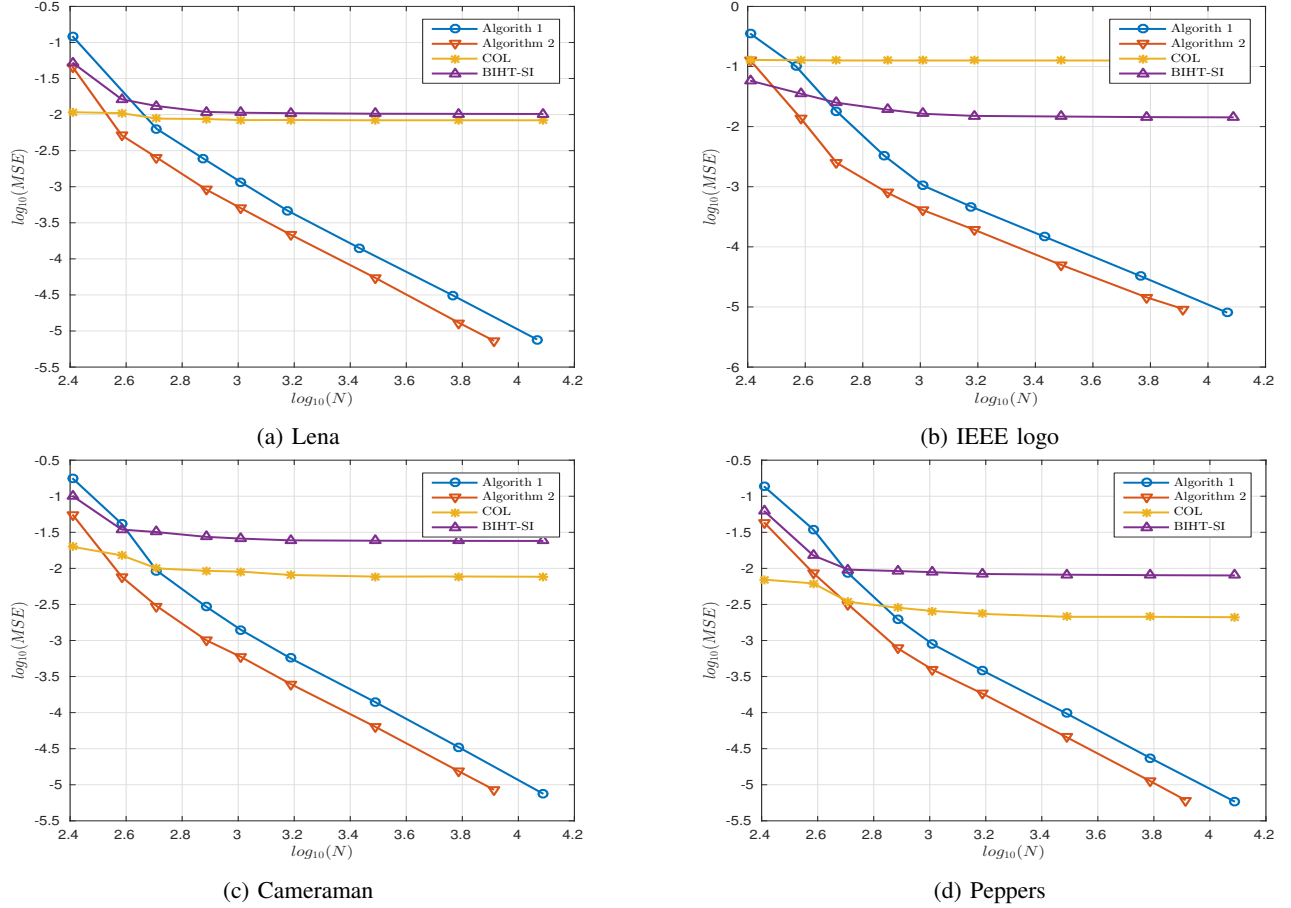 -0.5
-1
-1.5
-2
-2.5
-3
-3.5
-4
-4.5
-5
-5.5
log10(MSE)
2.4 2.6 2.8 3 3.2 3.4 3.6 3.8 4 4.2
log10(N)
Algorith 1
Algorithm 2
COL
BIHT-SI
(a) Lena
0
-1
-2
-3
-4
-5
-6
log10(MSE)
2.4 2.6 2.8 3 3.2 3.4 3.6 3.8 4 4.2
log10(N)
Algorith 1
Algorithm 2
COL
BIHT-SI
(b) IEEE logo
-0.5
-1
-1.5
-2
-2.5
-3
-3.5
-4
-4.5
-5
-5.5
log10(MSE)
2.4 2.6 2.8 3 3.2 3.4 3.6 3.8 4 4.2
log10(N)
Algorith 1
Algorithm 2
COL
BIHT-SI
(c) Cameraman
-0.5
-1
-1.5
-2
-2.5
-3
-3.5
-4
-4.5
-5
-5.5
log10(MSE)
2.4 2.6 2.8 3 3.2 3.4 3.6 3.8 4 4.2
log10(N)
Algorith 1
Algorithm 2
COL
BIHT-SI
(d) Peppers